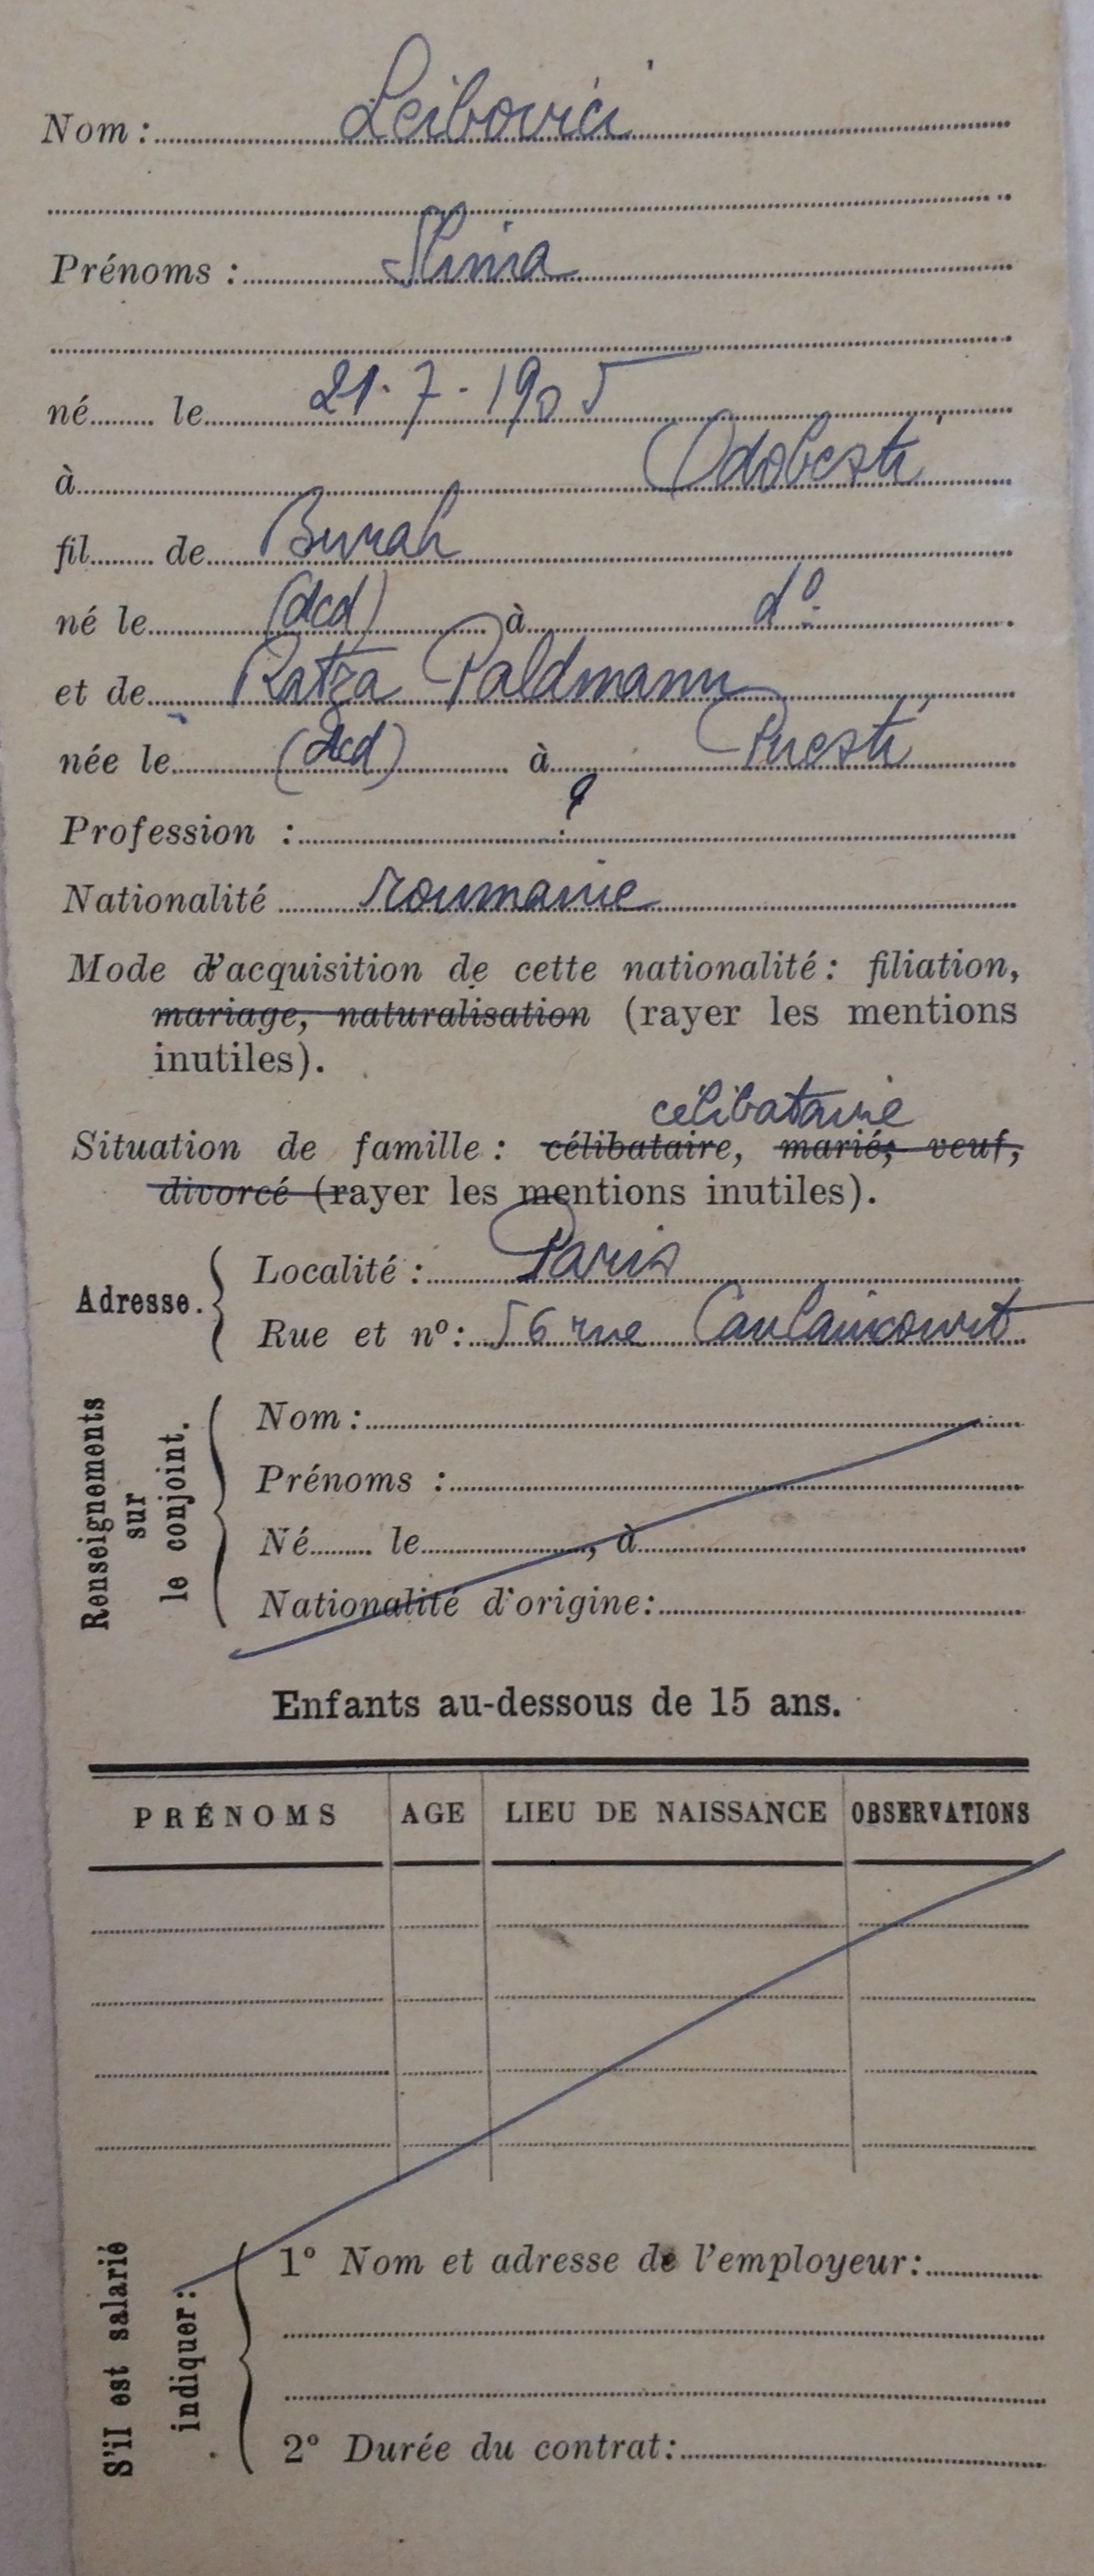 Nom : Leibovici
Prénoms : Slima
né le 21.7.1905
à Odobesti
fil de Burah
né le (dcd) à do
et de Ratza Paldmann
née le (dcd) à Puesti
Profession : ?
Nationalité roumanie
Mode d'acquisition de cette nationalité : filiation,
mariage, naturalisation (rayer les mentions
inutiles).
célibataire
Situation de famille : célibataire, marié, veuf,
divorcé (rayer les mentions inutiles).
Adresse.
Localité : Paris
Rue et nº : 56 rue Caulaincourt
Renseignements
sur
le conjoint.
Nom :
Prénoms :
Né le , à
Nationalité d'origine :
Enfants au-dessous de 15 ans.
PRÉNOMS AGE LIEU DE NAISSANCE OBSERVATIONS
S'il est salarié
indiquer :
1° Nom et adresse de l'employeur :
2° Durée du contrat :